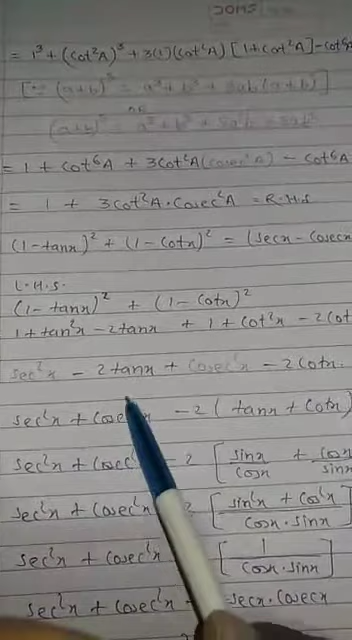 = 1³ + (cot²A)³ + 3(1)(cot²A) [1+cot²A] - cot⁶A
[∵ (a+b)³ = a³ + b³ + 3ab(a+b)]
= 1 + cot⁶A + 3cot²A(cosec²A) - cot⁶A
= 1 + 3cot²A.cosec²A = R.H.S
(1-tanx)² + (1-cotx)² = (secx - cosecx
L.H.S.
(1-tanx)² + (1-cotx)²
1+tan²x - 2tanx + 1 + cot²x - 2cot
sec²x - 2tanx + cosec²x - 2cotx.
sec²x + cosec²x - 2 ( tanx + cotx)
sec²x + cosec²x - 2 [ sinx/cosx + cosx/sinx
sec²x + cosec²x 2 [ sin²x + cos²x / cosx.sinx ]
sec²x + cosec²x [ 1 / cosx.sinx ]
sec²x + cosec²x - secx.cosecx